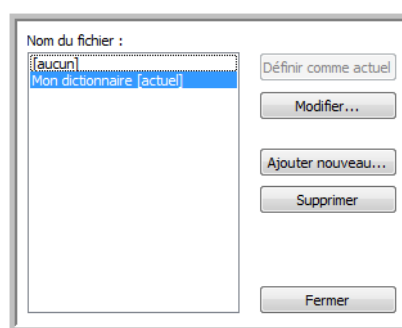 Nom du fichier :
[aucun]
Mon dictionnaire [actuel]
Définir comme actuel
Modifier...
Ajouter nouveau...
Supprimer
Fermer